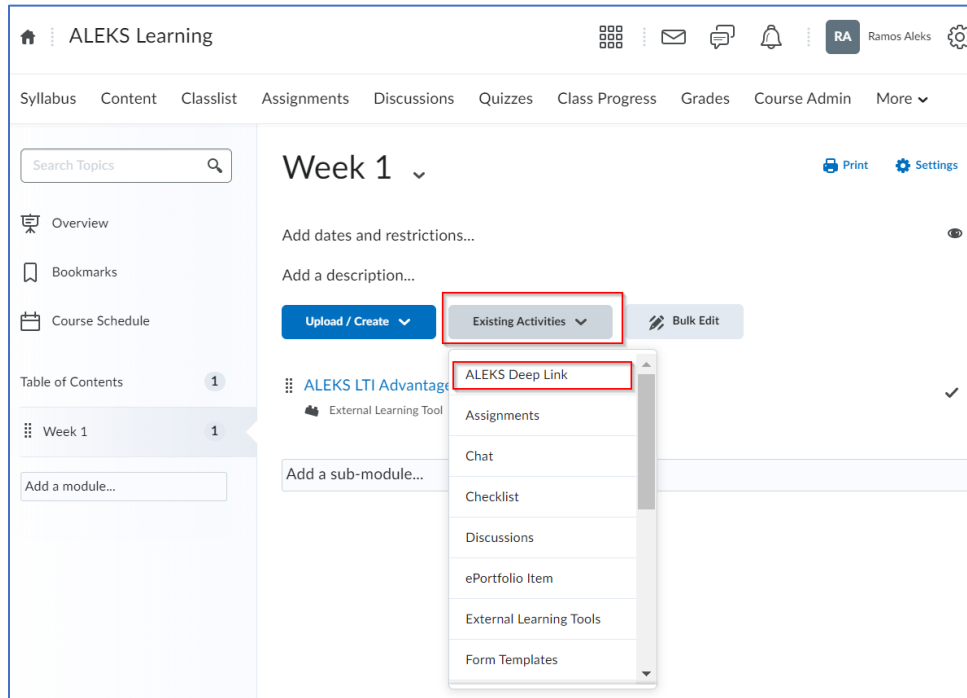 ALEKS Learning
RA
Ramos Aleks
Syllabus Content Classlist Assignments Discussions Quizzes Class Progress Grades Course Admin More
Search Topics
Overview
Bookmarks
Course Schedule
Table of Contents 1
Week 1 1
Add a module...
Week 1
Print Settings
Add dates and restrictions...
Add a description...
Upload / Create Existing Activities Bulk Edit
ALEKS LTI Advantage
External Learning Tool
Add a sub-module...
ALEKS Deep Link
Assignments
Chat
Checklist
Discussions
ePortfolio Item
External Learning Tools
Form Templates